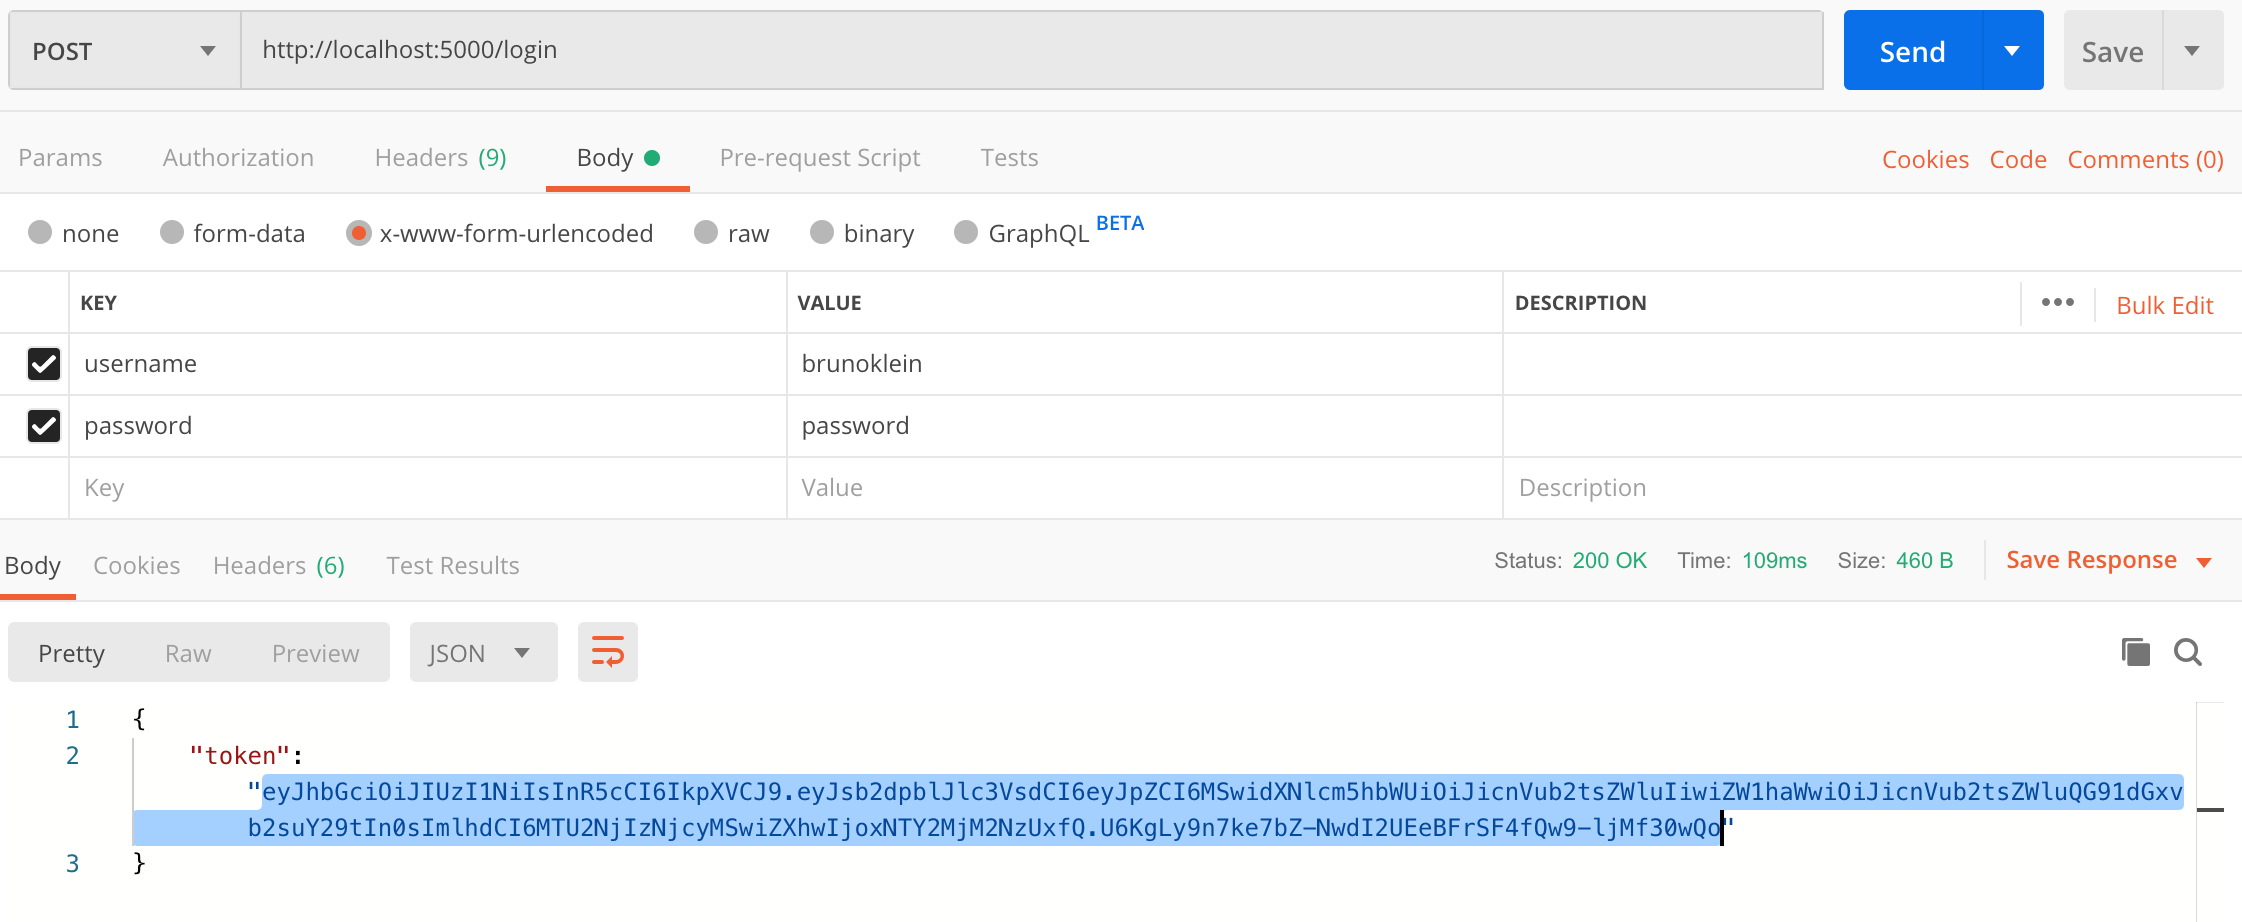 POST http://localhost:5000/login Send Save
Params Authorization Headers (9) Body Pre-request Script Tests Cookies Code Comments (0)
none form-data x-www-form-urlencoded raw binary GraphQL BETA
KEY VALUE DESCRIPTION ••• Bulk Edit
username brunoklein
password password
Key Value Description
Body Cookies Headers (6) Test Results Status: 200 OK Time: 109ms Size: 460 B Save Response
Pretty Raw Preview JSON
1 {
2 "token":
"eyJhbGciOiJIUzI1NiIsInR5cCI6IkpXVCJ9.eyJsb2dpblJlc3VsdCI6eyJpZCI6MSwidXNlcm5hbWUiOiJicnVub2tsZWluIiwiZW1haWwiOiJicnVub2tsZWluQG91dGxv
b2suY29tIn0sImlhdCI6MTU2NjIzNjcyMSwiZXhwIjoxNTY2MjM2NzUxfQ.U6KgLy9n7ke7bZ-NwdI2UEeBFrSF4fQw9-ljMf30wQo"
3 }